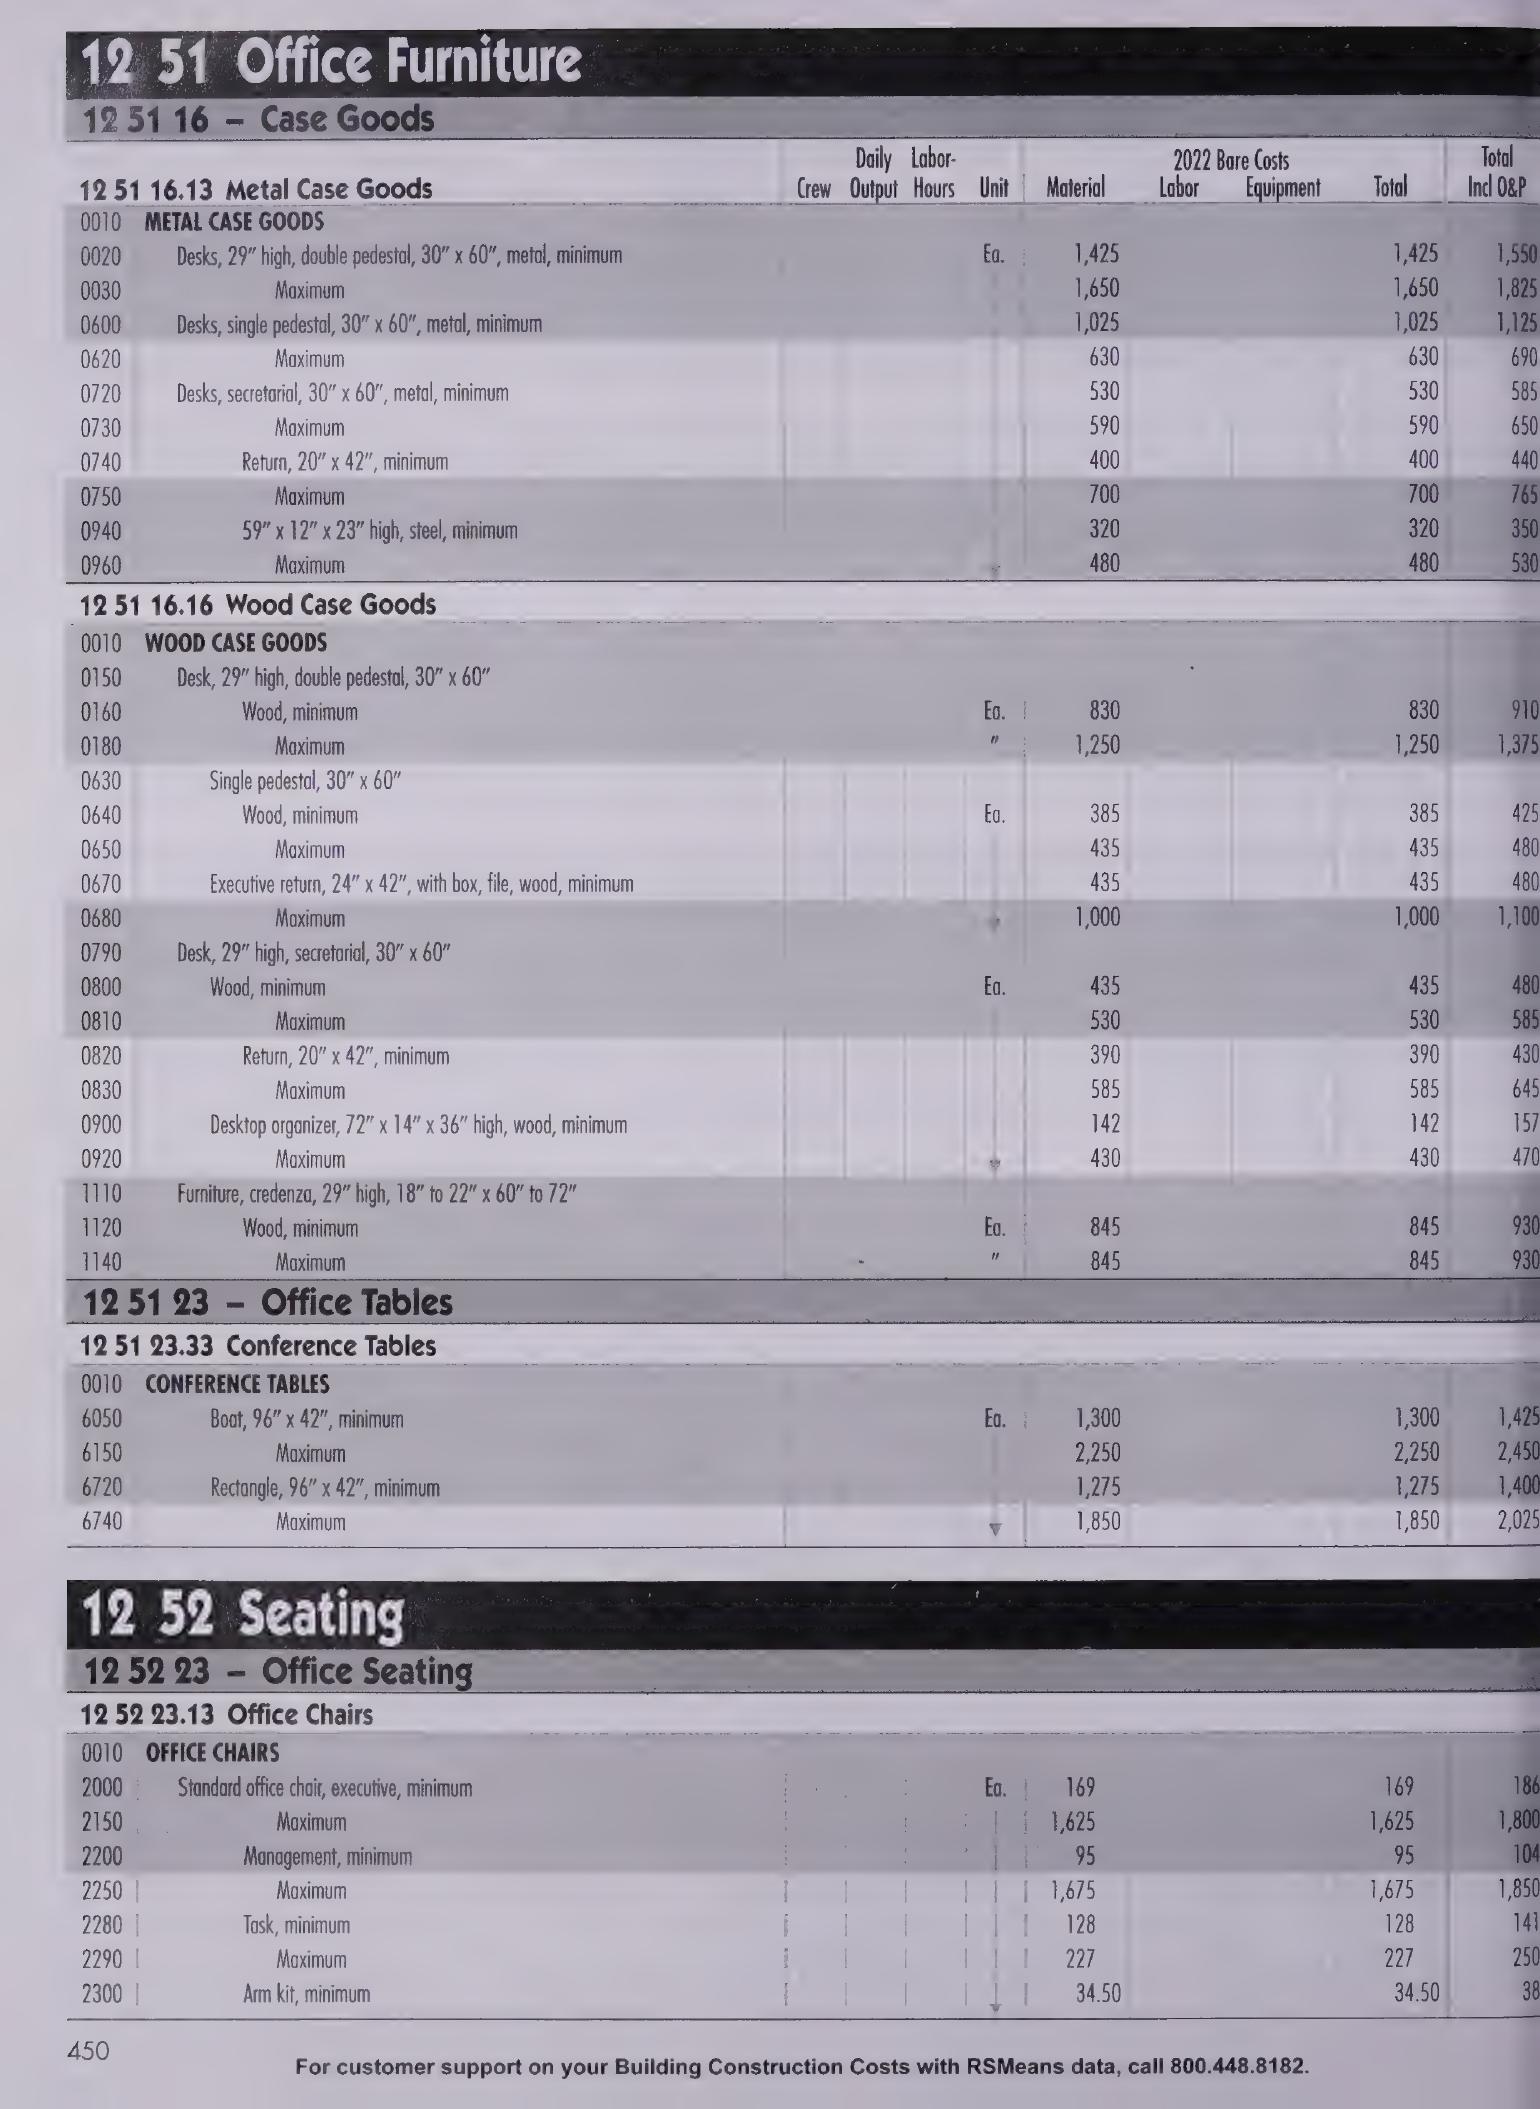 12 51 Office Furniture
12 51 16 – Case Goods
12 51 16.13 Metal Case Goods Crew Daily Output Labor-Hours Unit Material Labor 2022 Bare Costs Equipment Total Total Incl O&P
0010 METAL CASE GOODS
0020 Desks, 29" high, double pedestal, 30" x 60", metal, minimum Ea. 1,425 1,425 1,550
0030 Maximum 1,650 1,650 1,825
0600 Desks, single pedestal, 30" x 60", metal, minimum 1,025 1,025 1,125
0620 Maximum 630 630 690
0720 Desks, secretarial, 30" x 60", metal, minimum 530 530 585
0730 Maximum 590 590 650
0740 Return, 20" x 42", minimum 400 400 440
0750 Maximum 700 700 765
0940 59" x 12" x 23" high, steel, minimum 320 320 350
0960 Maximum 480 480 530
12 51 16.16 Wood Case Goods
0010 WOOD CASE GOODS
0150 Desk, 29" high, double pedestal, 30" x 60"
0160 Wood, minimum Ea. 830 830 910
0180 Maximum " 1,250 1,250 1,375
0630 Single pedestal, 30" x 60"
0640 Wood, minimum Ea. 385 385 425
0650 Maximum 435 435 480
0670 Executive return, 24" x 42", with box, file, wood, minimum 435 435 480
0680 Maximum 1,000 1,000 1,100
0790 Desk, 29" high, secretarial, 30" x 60"
0800 Wood, minimum Ea. 435 435 480
0810 Maximum 530 530 585
0820 Return, 20" x 42", minimum 390 390 430
0830 Maximum 585 585 645
0900 Desktop organizer, 72" x 14" x 36" high, wood, minimum 142 142 157
0920 Maximum 430 430 470
1110 Furniture, credenza, 29" high, 18" to 22" x 60" to 72"
1120 Wood, minimum Ea. 845 845 930
1140 Maximum " 845 845 930
12 51 23 – Office Tables
12 51 23.33 Conference Tables
0010 CONFERENCE TABLES
6050 Boat, 96" x 42", minimum Ea. 1,300 1,300 1,425
6150 Maximum 2,250 2,250 2,450
6720 Rectangle, 96" x 42", minimum 1,275 1,275 1,400
6740 Maximum 1,850 1,850 2,025
12 52 Seating
12 52 23 – Office Seating
12 52 23.13 Office Chairs
0010 OFFICE CHAIRS
2000 Standard office chair, executive, minimum Ea. 169 169 186
2150 Maximum 1,625 1,625 1,800
2200 Management, minimum 95 95 104
2250 Maximum 1,675 1,675 1,850
2280 Task, minimum 128 128 141
2290 Maximum 227 227 250
2300 Arm kit, minimum 34.50 34.50 38
450
For customer support on your Building Construction Costs with RSMeans data, call 800.448.8182.